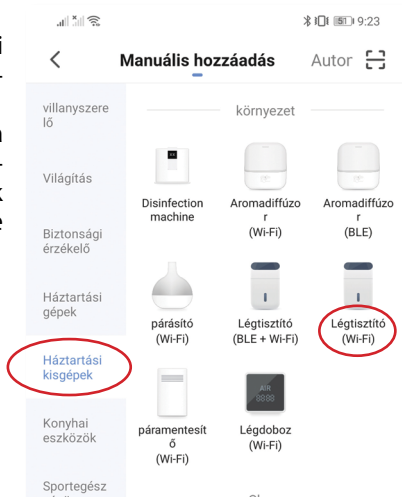 9:23
Manuális hozzáadás Autor
villanyszere
lő
Világítás
Biztonsági
érzékelő
Háztartási
gépek
Háztartási
kisgépek
Konyhai
eszközök
Sportegész
környezet
Disinfection
machine
Aromadiffúzo
r
(Wi-Fi)
Aromadiffúzo
r
(BLE)
párásító
(Wi-Fi)
Légtisztító
(BLE + Wi-Fi)
Légtisztító
(Wi-Fi)
páramentesít
ő
(Wi-Fi)
AIR
8888
Légdoboz
(Wi-Fi)